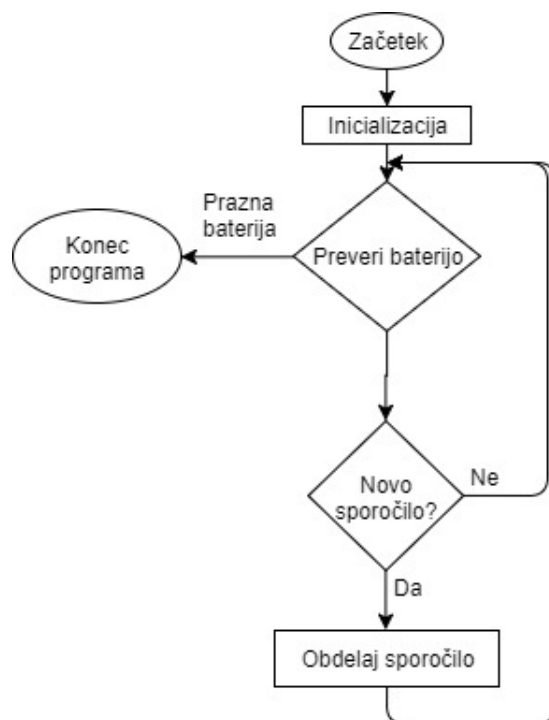 Začetek
Inicializacija
Prazna
baterija
Konec
programa
Preveri baterijo
Novo
sporočilo?
Ne
Da
Obdelaj sporočilo